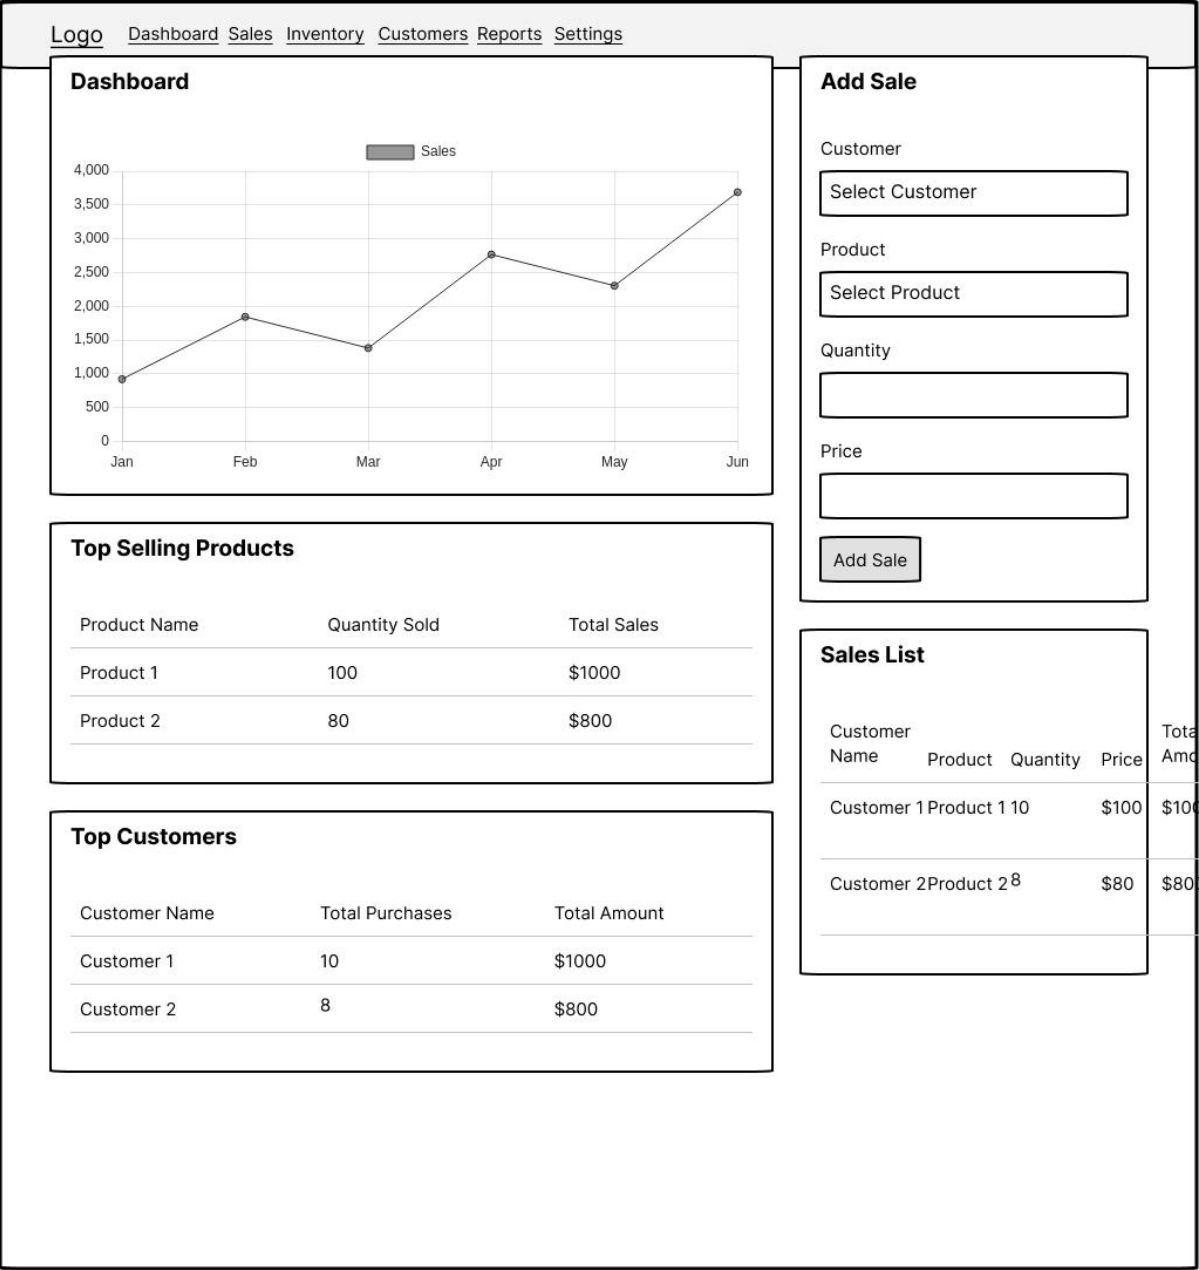 Logo Dashboard Sales Inventory Customers Reports Settings
Dashboard
Sales
4,000
3,500
3,000
2,500
2,000
1,500
1,000
500
0
Jan Feb Mar Apr May Jun
Top Selling Products
Product Name Quantity Sold Total Sales
Product 1 100 $1000
Product 2 80 $800
Top Customers
Customer Name Total Purchases Total Amount
Customer 1 10 $1000
Customer 2 8 $800
Add Sale
Customer
Select Customer
Product
Select Product
Quantity
Price
Add Sale
Sales List
Customer Tota
Name Product Quantity Price Amo
Customer 1 Product 1 10 $100 $100
Customer 2 Product 2 8 $80 $80